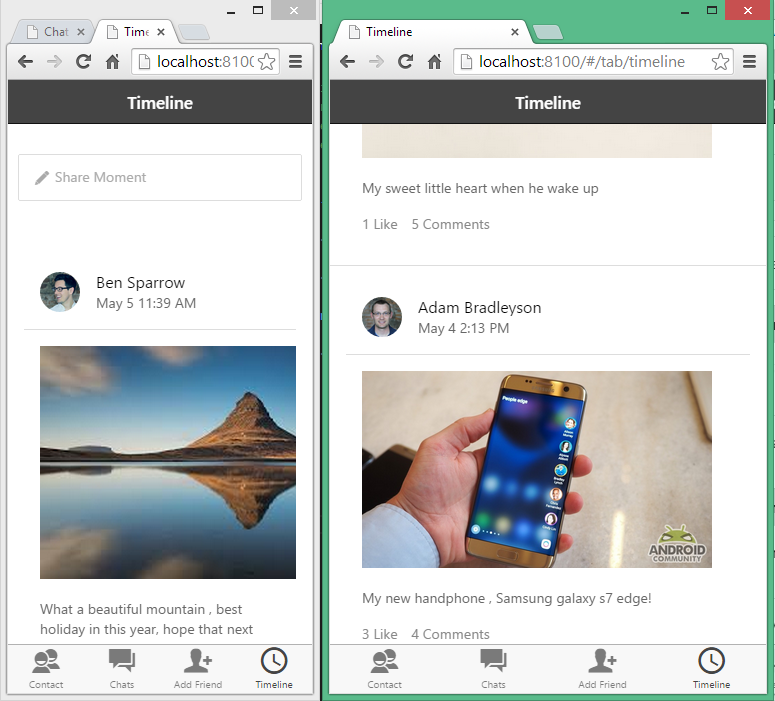 Chat
Time
localhost:8100
Timeline
Share Moment
Ben Sparrow
May 5 11:39 AM
What a beautiful mountain , best
holiday in this year, hope that next
Contact
Chats
Add Friend
Timeline
Timeline
localhost:8100/#/tab/timeline
Timeline
My sweet little heart when he wake up
1 Like 5 Comments
Adam Bradleyson
May 4 2:13 PM
People edge
ANDROID
COMMUNITY
My new handphone , Samsung galaxy s7 edge!
3 Like 4 Comments
Contact
Chats
Add Friend
Timeline